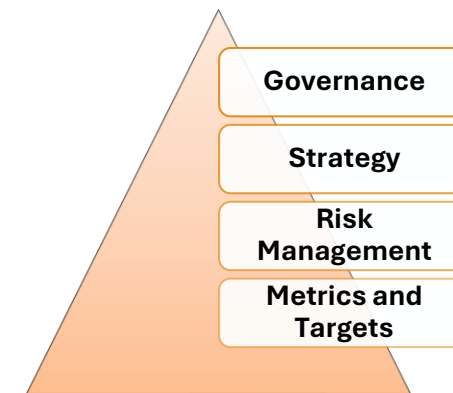 Governance
Strategy
Risk
Management
Metrics and
Targets